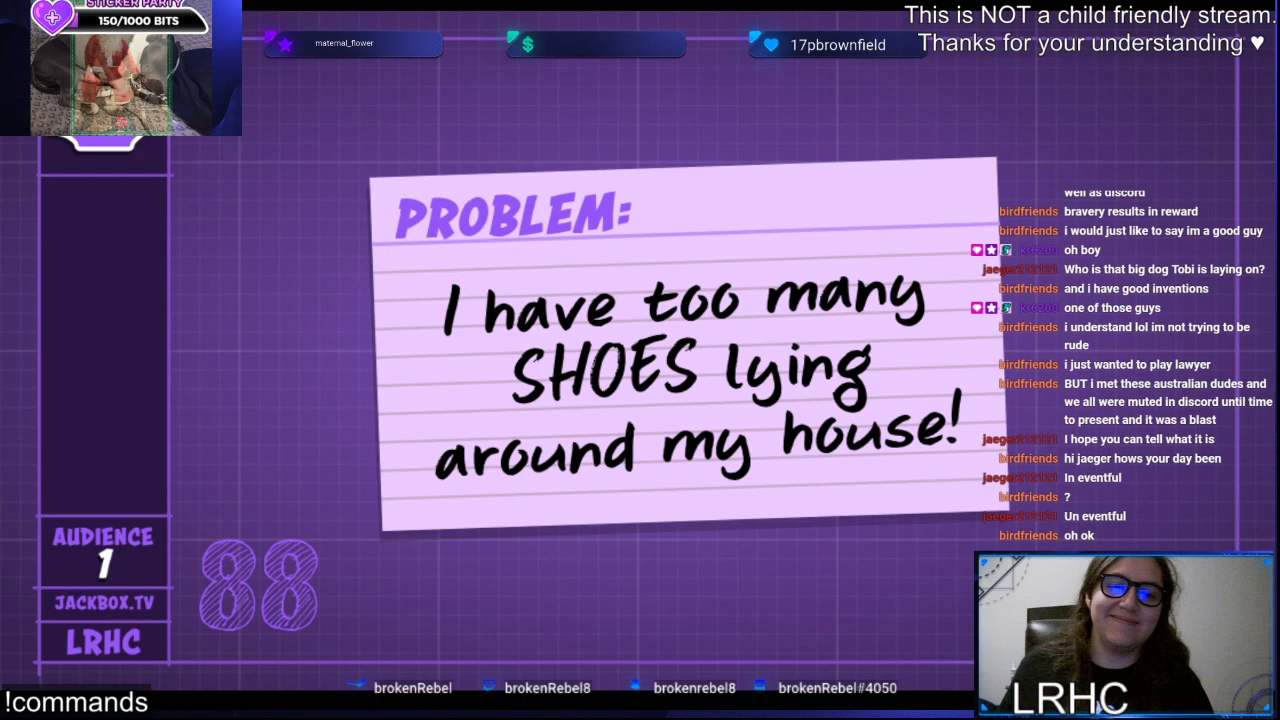 STICKER PARTY
150/1000 BITS
maternal_flower
$
17pbrownfield
This is NOT a child friendly stream.
Thanks for your understanding ♥
PROBLEM:
I have too many
SHOES lying
around my house!
well as discord
birdfriends bravery results in reward
birdfriends i would just like to say im a good guy
kr6200 oh boy
jaeger212121 Who is that big dog Tobi is laying on?
birdfriends and i have good inventions
kr6200 one of those guys
birdfriends i understand lol im not trying to be
rude
birdfriends i just wanted to play lawyer
birdfriends BUT i met these australian dudes and
we all were muted in discord until time
to present and it was a blast
jaeger212121 I hope you can tell what it is
birdfriends hi jaeger hows your day been
jaeger212121 In eventful
birdfriends ?
jaeger212121 Un eventful
birdfriends oh ok
AUDIENCE
1
JACKBOX.TV
LRHC
88
LRHC
!commands
brokenRebel
brokenRebel8
brokenrebel8
brokenRebel#4050